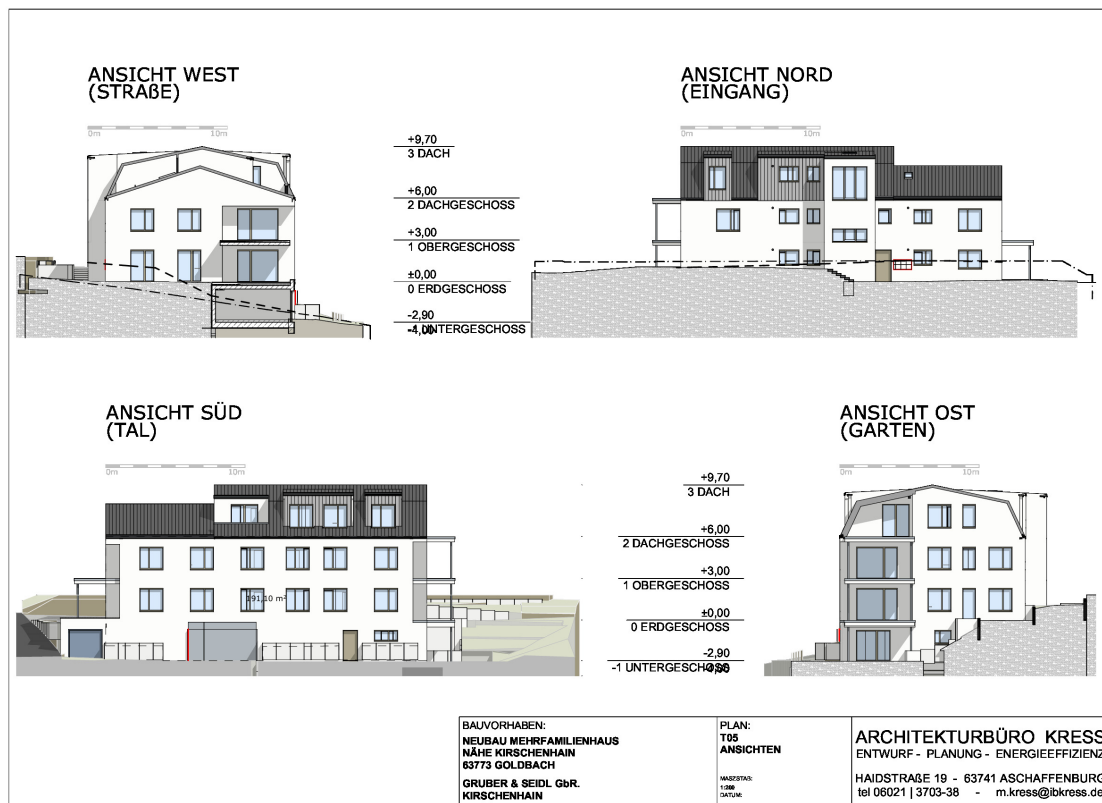 ANSICHT WEST
(STRAßE)
0m 10m
+9,70
3 DACH
+6,00
2 DACHGESCHOSS
+3,00
1 OBERGESCHOSS
±0,00
0 ERDGESCHOSS
-2,90
-1 UNTERGESCHOSS
ANSICHT NORD
(EINGANG)
0m 10m
ANSICHT SÜD
(TAL)
0m 10m
191,10 m²
+9,70
3 DACH
+6,00
2 DACHGESCHOSS
+3,00
1 OBERGESCHOSS
±0,00
0 ERDGESCHOSS
-2,90
-1 UNTERGESCHOSS
ANSICHT OST
(GARTEN)
0m 10m
BAUVORHABEN:
NEUBAU MEHRFAMILIENHAUS
NÄHE KIRSCHENHAIN
63773 GOLDBACH
GRUBER & SEIDL GbR.
KIRSCHENHAIN
PLAN:
T05
ANSICHTEN
MASZSTAB:
1:200
DATUM:
ARCHITEKTURBÜRO KRESS
ENTWURF - PLANUNG - ENERGIEEFFIZIENZ
HAIDSTRAßE 19 - 63741 ASCHAFFENBURG
tel 06021 | 3703-38 - m.kress@ibkress.de